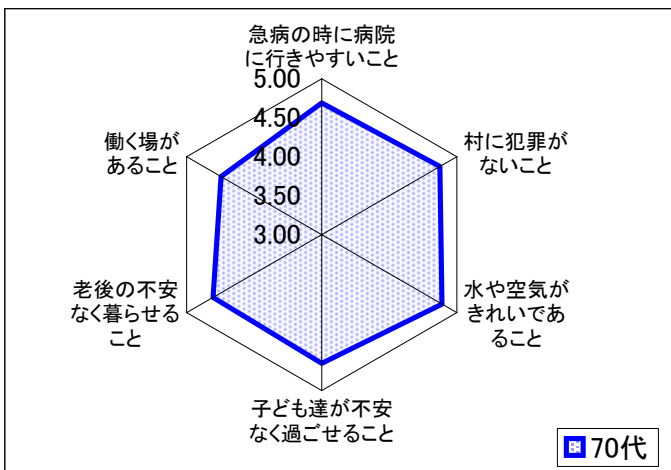 急病の時に病院
に行きやすいこと
5.00
4.50
4.00
3.50
3.00
村に犯罪が
ないこと
水や空気が
きれいであ
ること
子ども達が不安
なく過ごせること
老後の不安
なく暮らせる
こと
働く場が
あること
70代